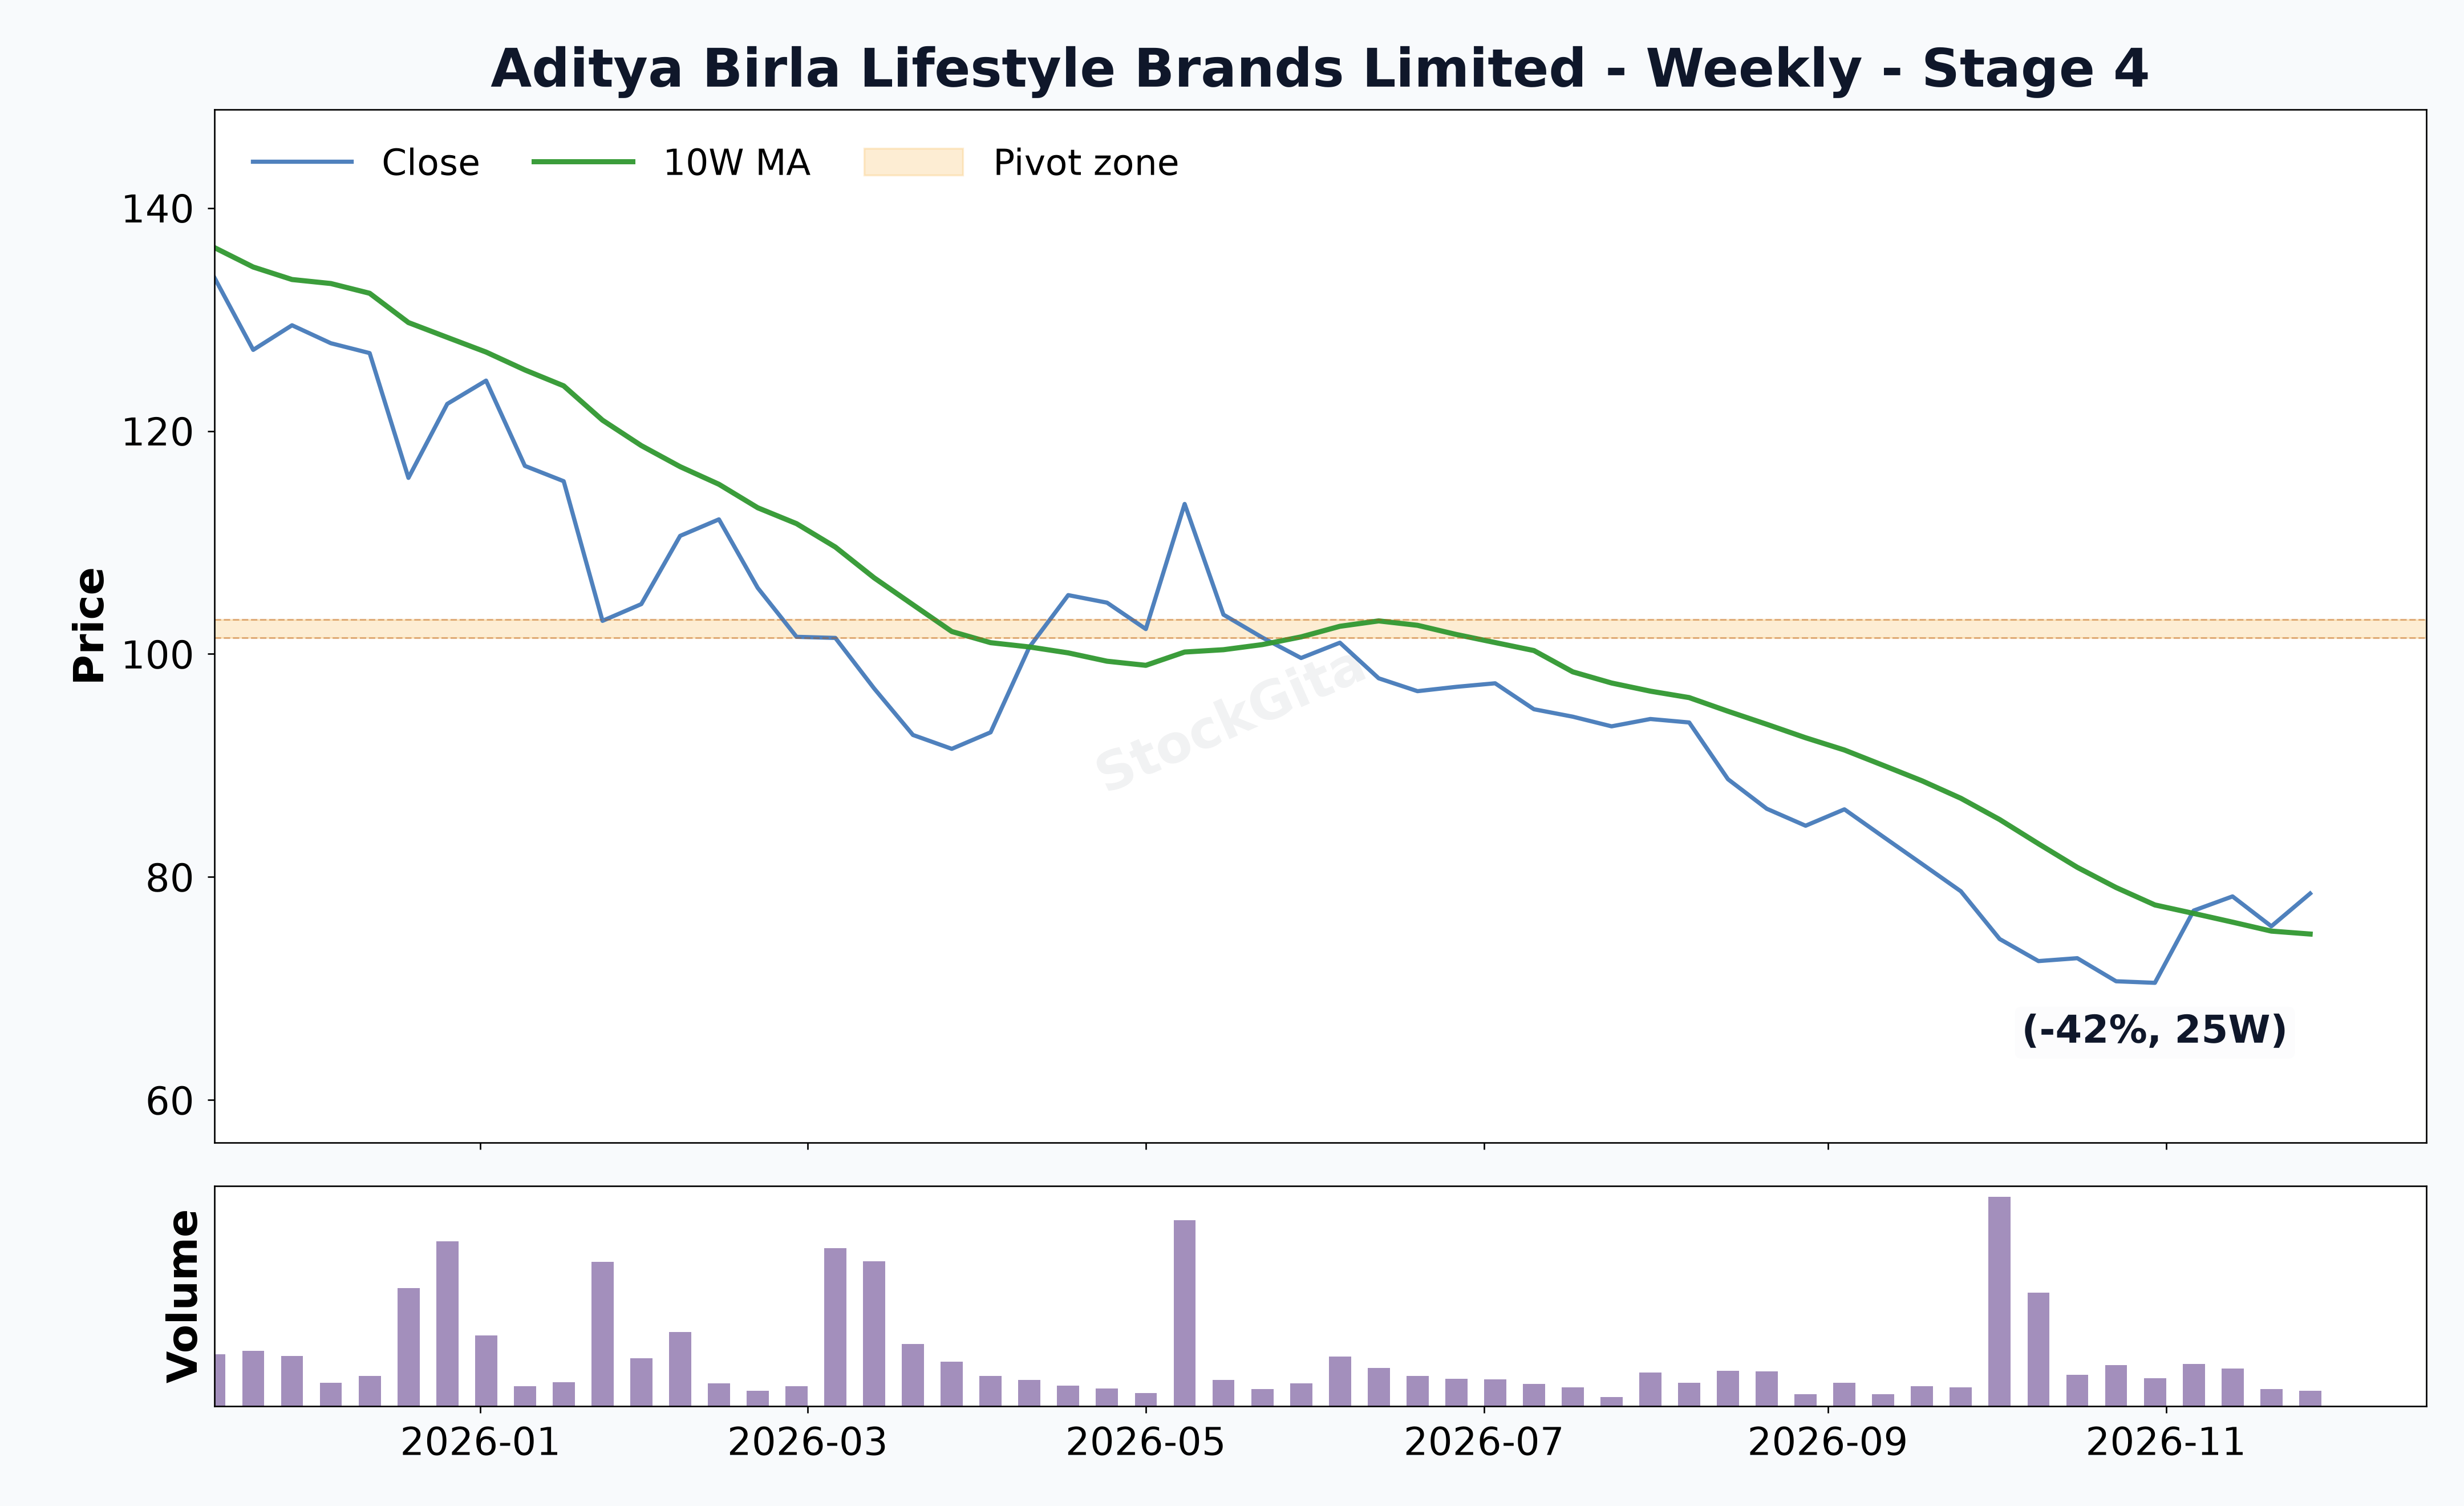 Aditya Birla Lifestyle Brands Limited - Weekly - Stage 4
Close 10W MA Pivot zone
140
120
100
80
60
Price
StockGita
(-42%, 25W)
Volume
2026-01 2026-03 2026-05 2026-07 2026-09 2026-11